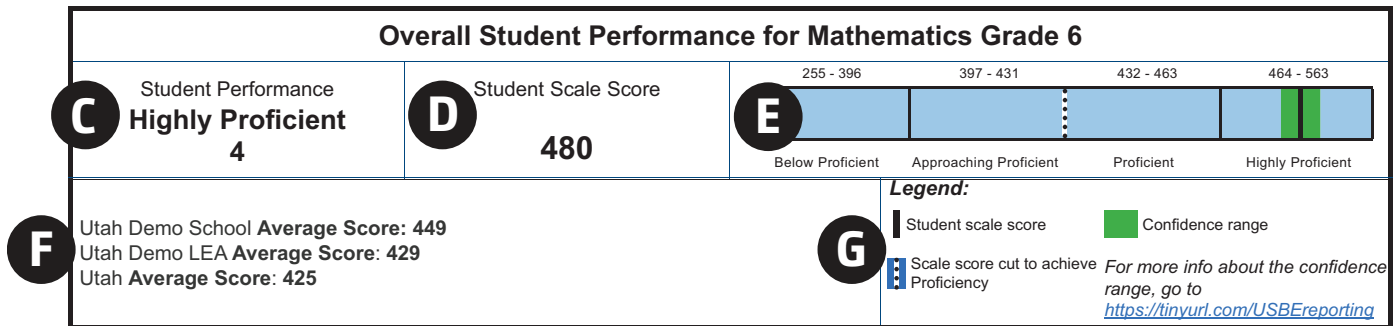 Overall Student Performance for Mathematics Grade 6
C
Student Performance
Highly Proficient
4
D
Student Scale Score
480
E
255 - 396
397 - 431
432 - 463
464 - 563
Below Proficient
Approaching Proficient
Proficient
Highly Proficient
F
Utah Demo School Average Score: 449
Utah Demo LEA Average Score: 429
Utah Average Score: 425
G
Legend:
Student scale score
Confidence range
Scale score cut to achieve
Proficiency
For more info about the confidence
range, go to
https://tinyurl.com/USBEreporting